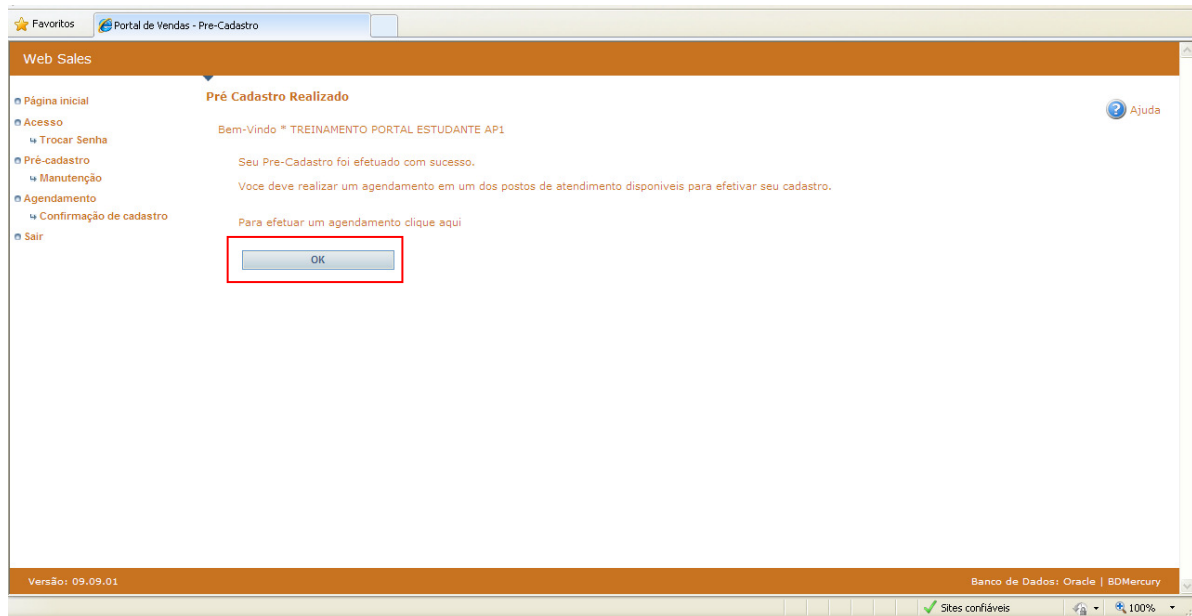 Favoritos
Portal de Vendas - Pre-Cadastro
Web Sales
Página inicial
Acesso
Trocar Senha
Pré-cadastro
Manutenção
Agendamento
Confirmação de cadastro
Sair
Pré Cadastro Realizado
Ajuda
Bem-Vindo * TREINAMENTO PORTAL ESTUDANTE AP1
Seu Pre-Cadastro foi efetuado com sucesso.
Voce deve realizar um agendamento em um dos postos de atendimento disponiveis para efetivar seu cadastro.
Para efetuar um agendamento clique aqui
OK
Versão: 09.09.01
Banco de Dados: Oracle | BDMercury
Sites confiáveis
100%